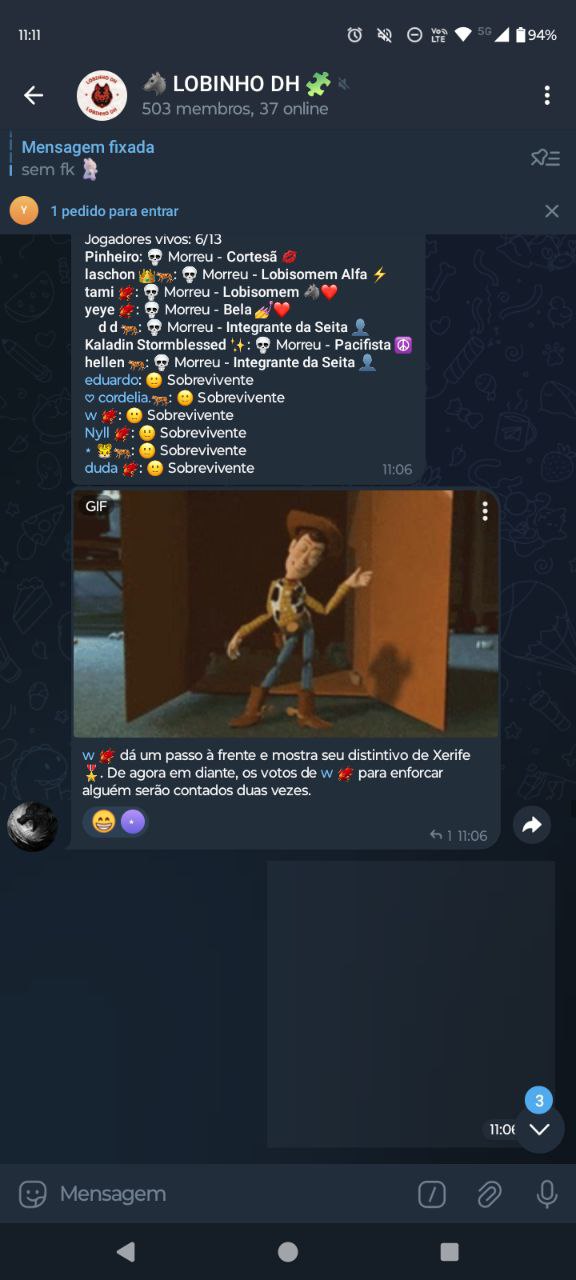 11:11
Vo)) LTE
5G
94%
LOBINHO DH
LOBINHO DH
🐴 LOBINHO DH 🧩
503 membros, 37 online
Mensagem fixada
sem fk
Y
1 pedido para entrar
Jogadores vivos: 6/13
Pinheiro: 💀 Morreu - Cortesã 💋
laschon 👑🐅: 💀 Morreu - Lobisomem Alfa ⚡
tami 🐉: 💀 Morreu - Lobisomem 🐺❤️
yeye 🐉: 💀 Morreu - Bela 💅❤️
d d 🐅: 💀 Morreu - Integrante da Seita 👤
Kaladin Stormblessed ✨: 💀 Morreu - Pacifista ☮️
hellen 🐅: 💀 Morreu - Integrante da Seita 👤
eduardo: 🙂 Sobrevivente
♡ cordelia.🐅: 🙂 Sobrevivente
w 🐉: 🙂 Sobrevivente
Nyll 🐉: 🙂 Sobrevivente
⋆ 🐯🐅: 🙂 Sobrevivente
duda 🐉: 🙂 Sobrevivente
11:06
GIF
w 🐉 dá um passo à frente e mostra seu distintivo de Xerife
🎖️. De agora em diante, os votos de w 🐉 para enforcar
alguém serão contados duas vezes.
1 11:06
3
11:06
Mensagem